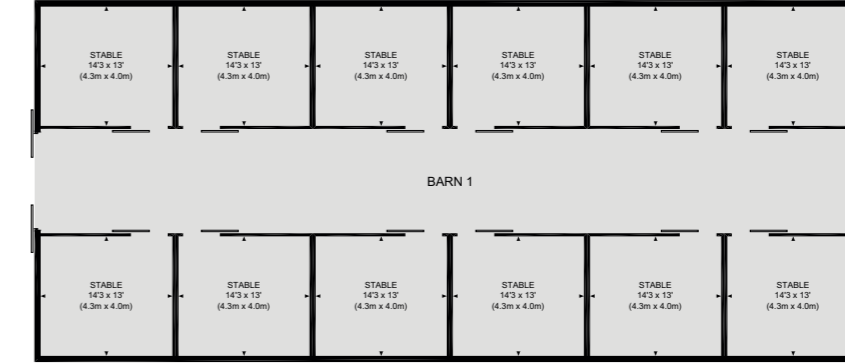 STABLE
14'3 x 13'
(4.3m x 4.0m)
STABLE
14'3 x 13'
(4.3m x 4.0m)
STABLE
14'3 x 13'
(4.3m x 4.0m)
STABLE
14'3 x 13'
(4.3m x 4.0m)
STABLE
14'3 x 13'
(4.3m x 4.0m)
STABLE
14'3 x 13'
(4.3m x 4.0m)
BARN 1
STABLE
14'3 x 13'
(4.3m x 4.0m)
STABLE
14'3 x 13'
(4.3m x 4.0m)
STABLE
14'3 x 13'
(4.3m x 4.0m)
STABLE
14'3 x 13'
(4.3m x 4.0m)
STABLE
14'3 x 13'
(4.3m x 4.0m)
STABLE
14'3 x 13'
(4.3m x 4.0m)